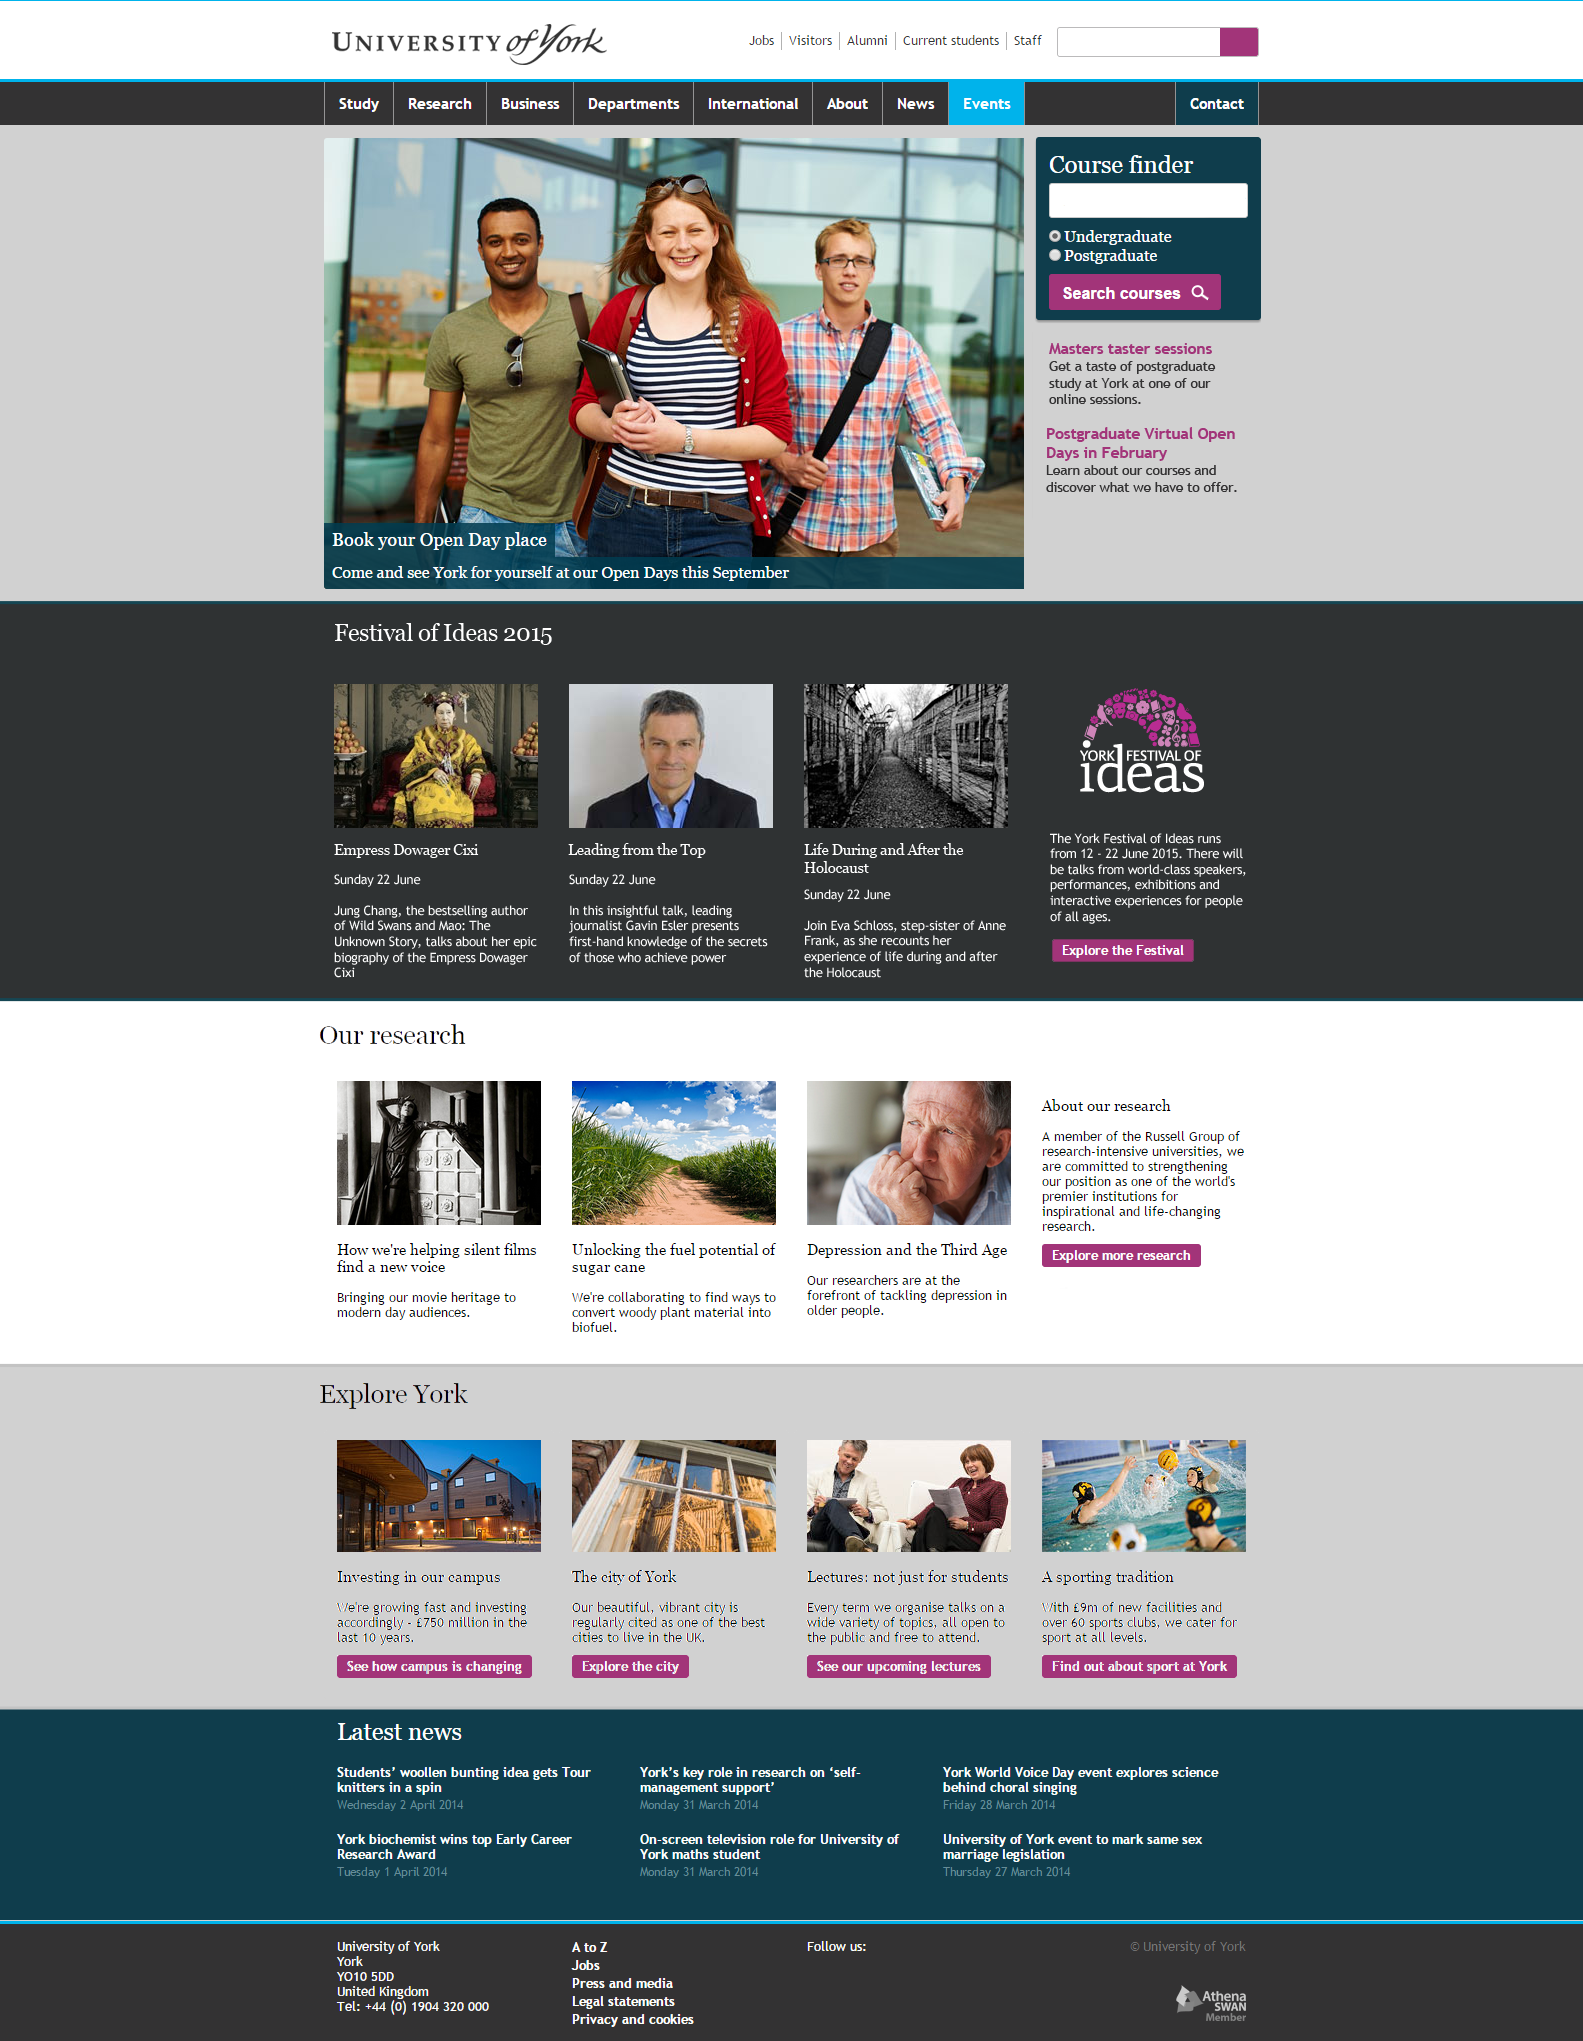 UNIVERSITY of York
Jobs Visitors Alumni Current students Staff
Study Research Business Departments International About News Events Contact
Course finder
Undergraduate
Postgraduate
Search courses
Masters taster sessions
Get a taste of postgraduate
study at York at one of our
online sessions.
Postgraduate Virtual Open
Days in February
Learn about our courses and
discover what we have to offer.
Book your Open Day place
Come and see York for yourself at our Open Days this September
Festival of Ideas 2015
Empress Dowager Cixi
Sunday 22 June
Jung Chang, the bestselling author
of Wild Swans and Mao: The
Unknown Story, talks about her epic
biography of the Empress Dowager
Cixi
Leading from the Top
Sunday 22 June
In this insightful talk, leading
journalist Gavin Esler presents
first-hand knowledge of the secrets
of those who achieve power
Life During and After the
Holocaust
Sunday 22 June
Join Eva Schloss, step-sister of Anne
Frank, as she recounts her
experience of life during and after
the Holocaust
YORK FESTIVAL OF
ideas
The York Festival of Ideas runs
from 12 - 22 June 2015. There will
be talks from world-class speakers,
performances, exhibitions and
interactive experiences for people
of all ages.
Explore the Festival
Our research
How we're helping silent films
find a new voice
Bringing our movie heritage to
modern day audiences.
Unlocking the fuel potential of
sugar cane
We're collaborating to find ways to
convert woody plant material into
biofuel.
Depression and the Third Age
Our researchers are at the
forefront of tackling depression in
older people.
About our research
A member of the Russell Group of
research-intensive universities, we
are committed to strengthening
our position as one of the world's
premier institutions for
inspirational and life-changing
research.
Explore more research
Explore York
Investing in our campus
We're growing fast and investing
accordingly - £750 million in the
last 10 years.
See how campus is changing
The city of York
Our beautiful, vibrant city is
regularly cited as one of the best
cities to live in the UK.
Explore the city
Lectures: not just for students
Every term we organise talks on a
wide variety of topics, all open to
the public and free to attend.
See our upcoming lectures
A sporting tradition
With £9m of new facilities and
over 60 sports clubs, we cater for
sport at all levels.
Find out about sport at York
Latest news
Students’ woollen bunting idea gets Tour
knitters in a spin
Wednesday 2 April 2014
York’s key role in research on ‘self-
management support’
Monday 31 March 2014
York World Voice Day event explores science
behind choral singing
Friday 28 March 2014
York biochemist wins top Early Career
Research Award
Tuesday 1 April 2014
On-screen television role for University of
York maths student
Monday 31 March 2014
University of York event to mark same sex
marriage legislation
Thursday 27 March 2014
University of York
York
YO10 5DD
United Kingdom
Tel: +44 (0) 1904 320 000
A to Z
Jobs
Press and media
Legal statements
Privacy and cookies
Follow us:
© University of York
Athena
SWAN
Member